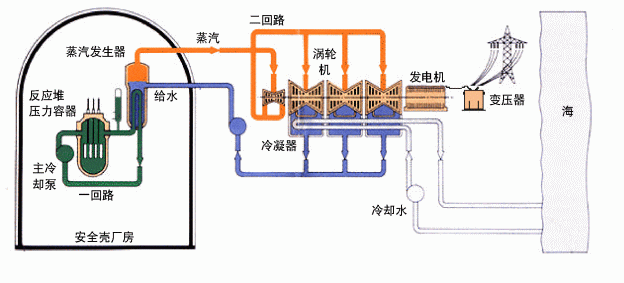 二回路
蒸汽
蒸汽发生器
涡轮
机
发电机
反应堆
压力容器
给水
变压器
海
冷凝器
主冷
却泵
一回路
冷却水
安全壳厂房